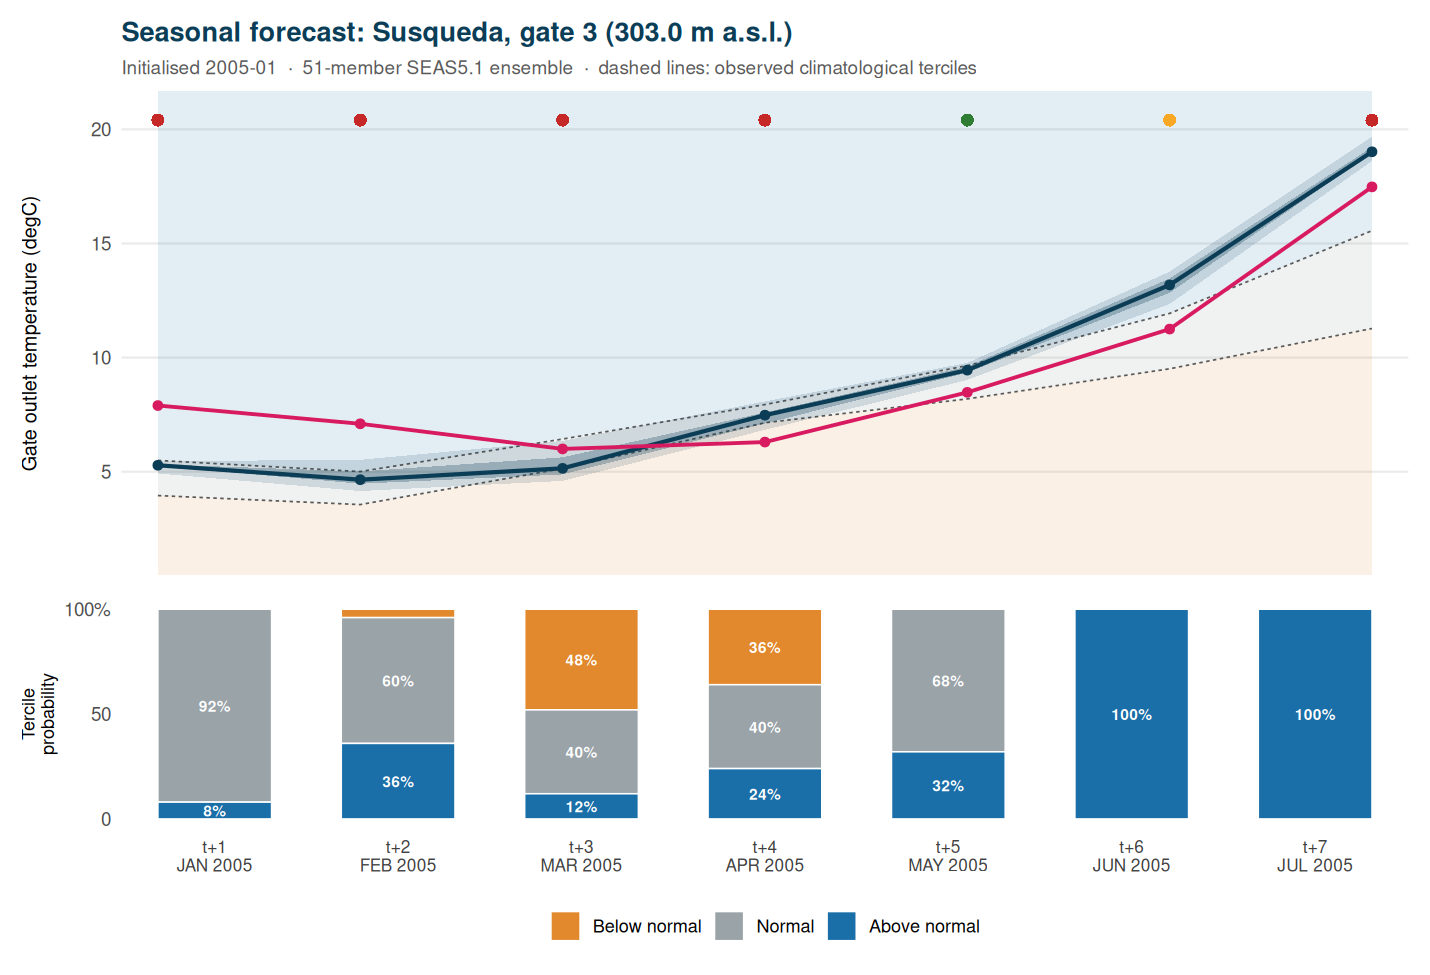 Seasonal forecast: Susqueda, gate 3 (303.0 m a.s.l.)
Initialised 2005-01 · 51-member SEAS5.1 ensemble · dashed lines: observed climatological terciles
Gate outlet temperature (degC)
20
15
10
5
Tercile
probability
100%
50
0
92%
8%
60%
36%
48%
40%
12%
36%
40%
24%
68%
32%
100%
100%
t+1
JAN 2005
t+2
FEB 2005
t+3
MAR 2005
t+4
APR 2005
t+5
MAY 2005
t+6
JUN 2005
t+7
JUL 2005
Below normal
Normal
Above normal